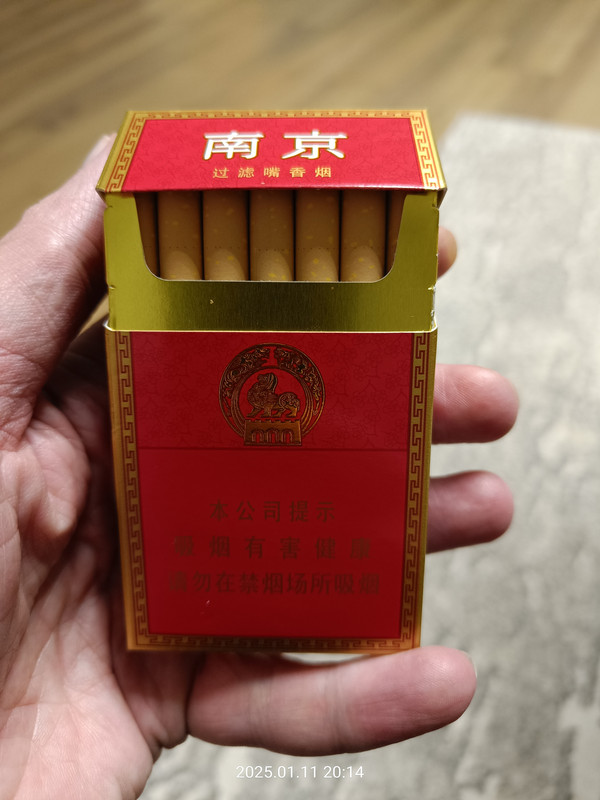 南京
过滤嘴香烟
本公司提示
吸烟有害健康
请勿在禁烟场所吸烟
2025.01.11 20:14